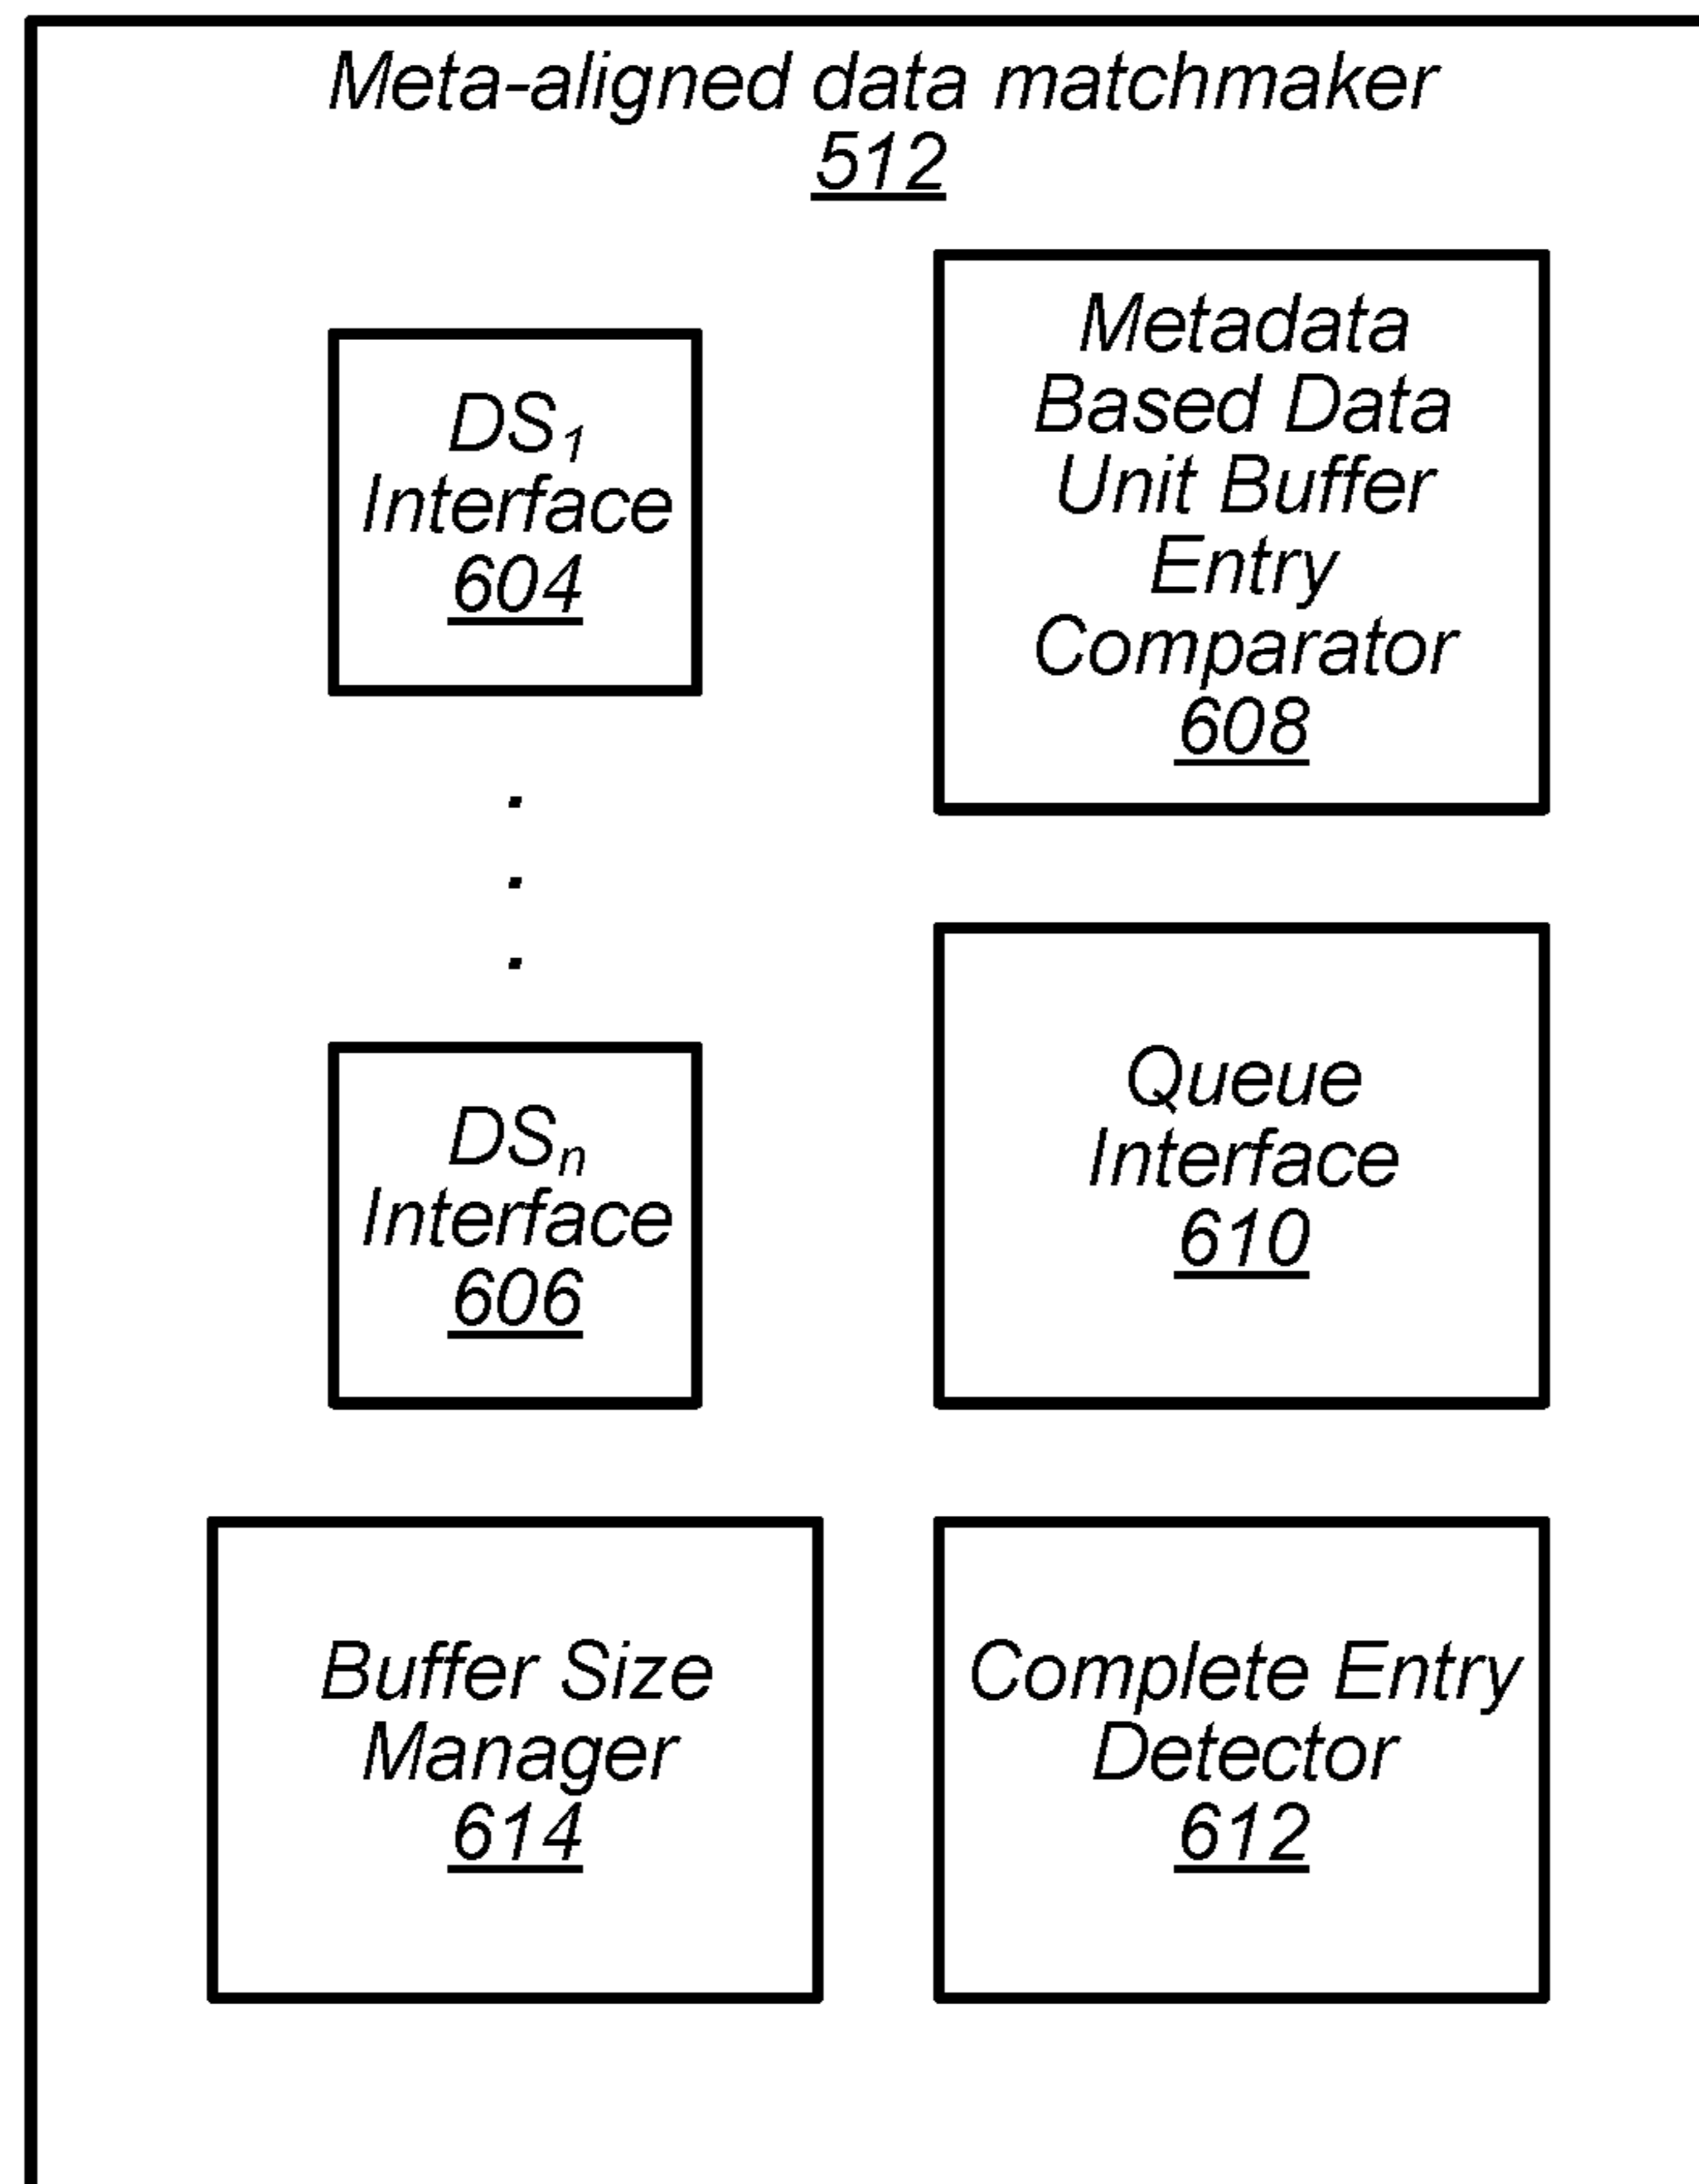 Meta-aligned data matchmaker
512
DS₁
Interface
604
.
.
.
DSₙ
Interface
606
Metadata
Based Data
Unit Buffer
Entry
Comparator
608
Queue
Interface
610
Buffer Size
Manager
614
Complete Entry
Detector
612